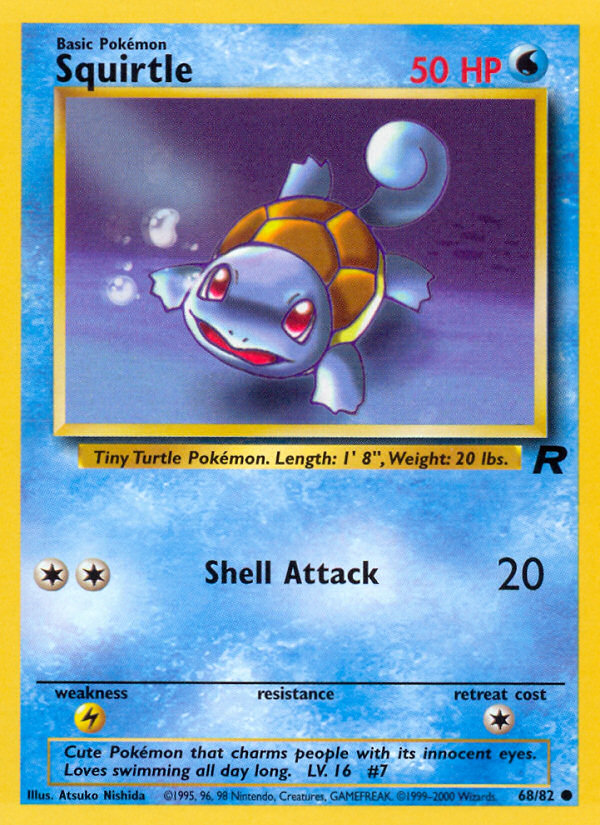 Basic Pokémon
Squirtle
50 HP
Tiny Turtle Pokémon. Length: 1' 8", Weight: 20 lbs.
R
Shell Attack
20
weakness
resistance
retreat cost
Cute Pokémon that charms people with its innocent eyes.
Loves swimming all day long. LV. 16 #7
Illus. Atsuko Nishida ©1995, 96, 98 Nintendo, Creatures, GAMEFREAK. ©1999-2000 Wizards. 68/82